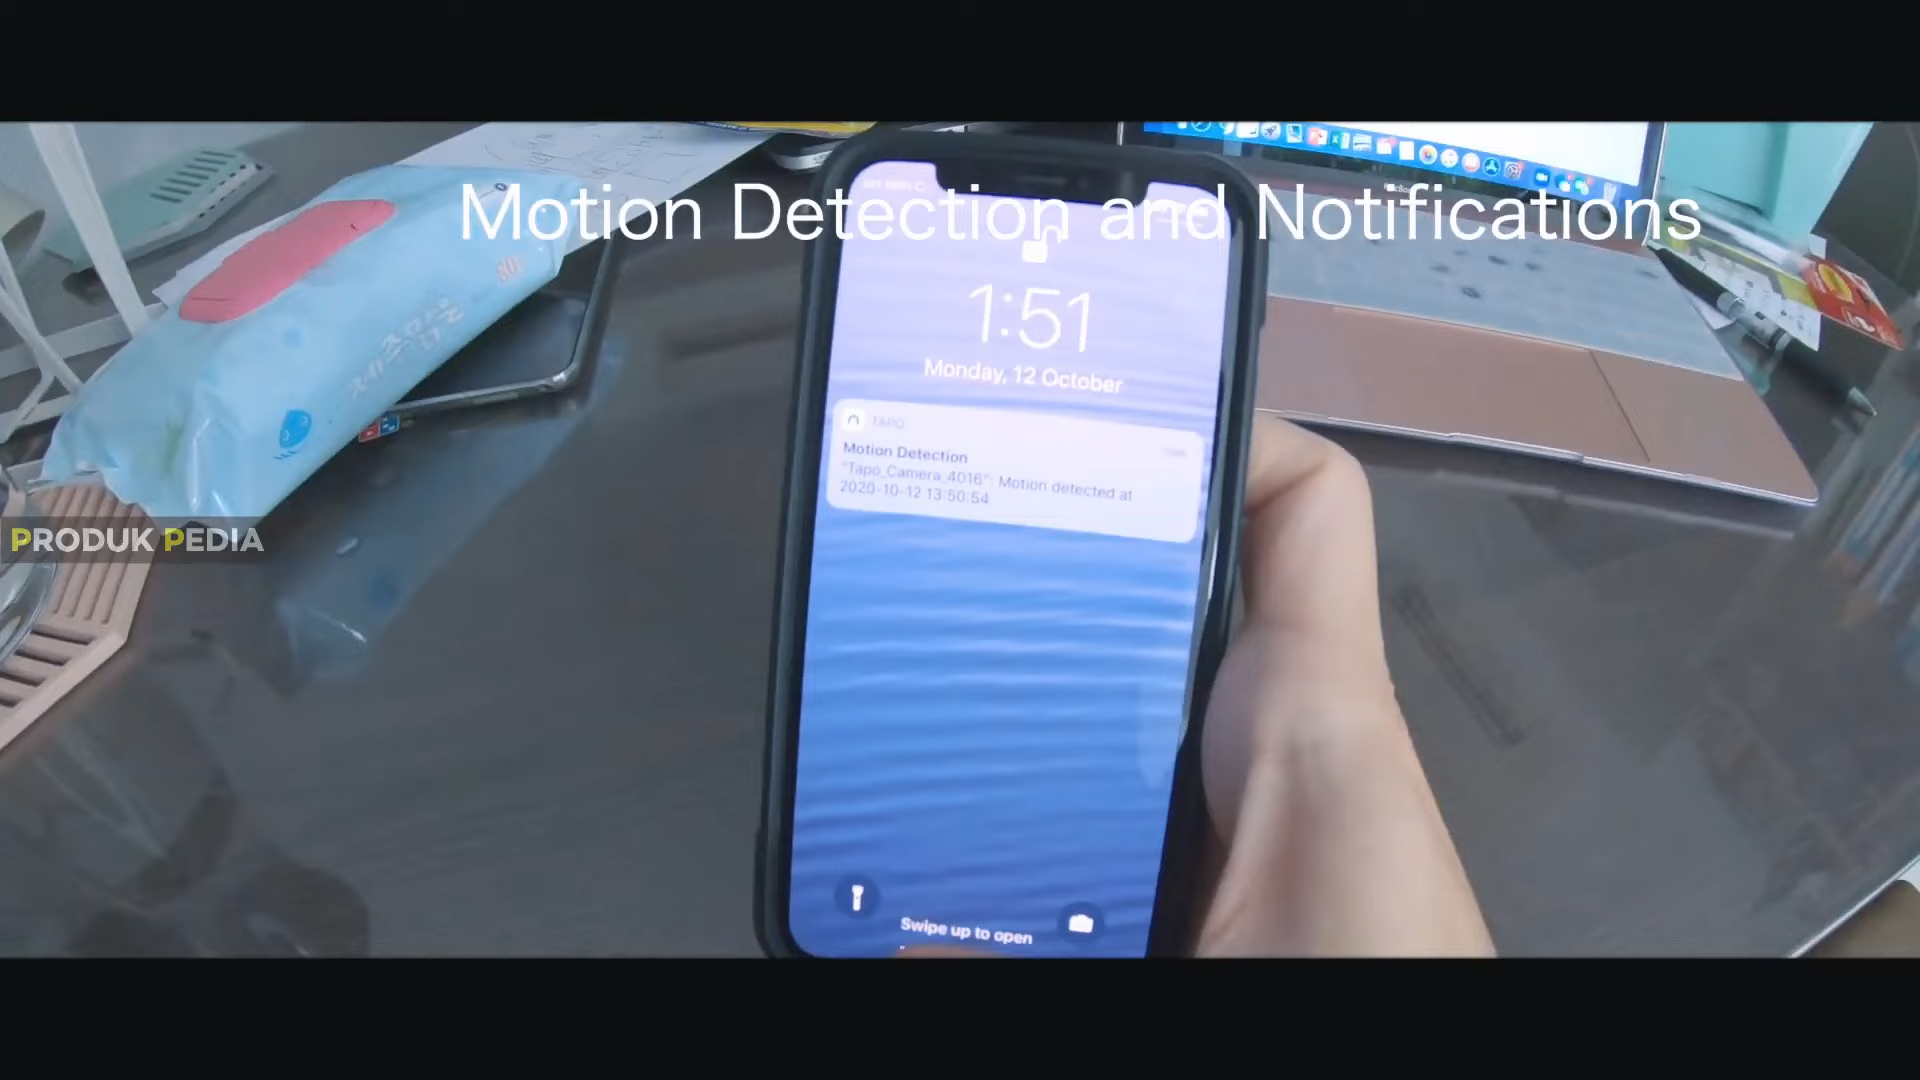 Motion Detection and Notifications
1:51
Monday, 12 October
TAPO
Motion Detection
"Tapo_Camera_4016": Motion detected at
2020-10-12 13:50:54
PRODUK PEDIA
Swipe up to open